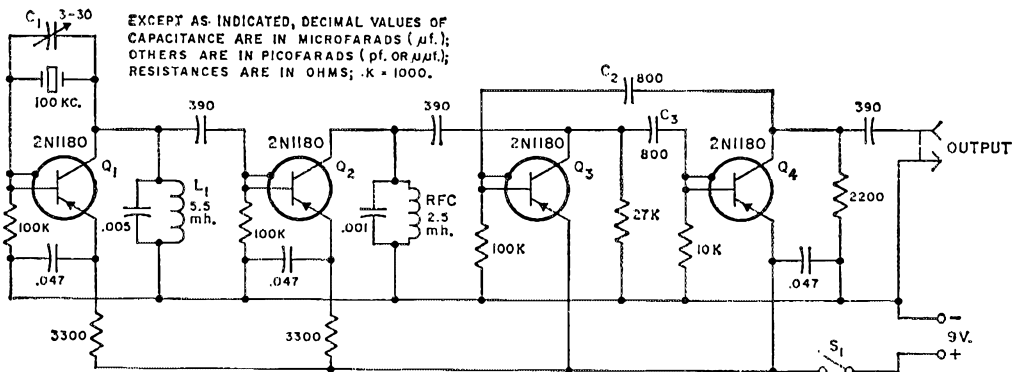 C1 3-30
EXCEPT AS INDICATED, DECIMAL VALUES OF
CAPACITANCE ARE IN MICROFARADS (μf.);
OTHERS ARE IN PICOFARADS (pf. OR μμf.);
RESISTANCES ARE IN OHMS; .K = 1000.
100 KC.
C2 800
390
390
C3
800
390
2N1180
2N1180
2N1180
2N1180
OUTPUT
Q1
Q2
Q3
Q4
L1
5.5
mh.
.005
RFC
2.5
mh.
.001
27K
2200
100K
100K
100K
10K
.047
.047
.047
3300
3300
S1
-
9V.
+